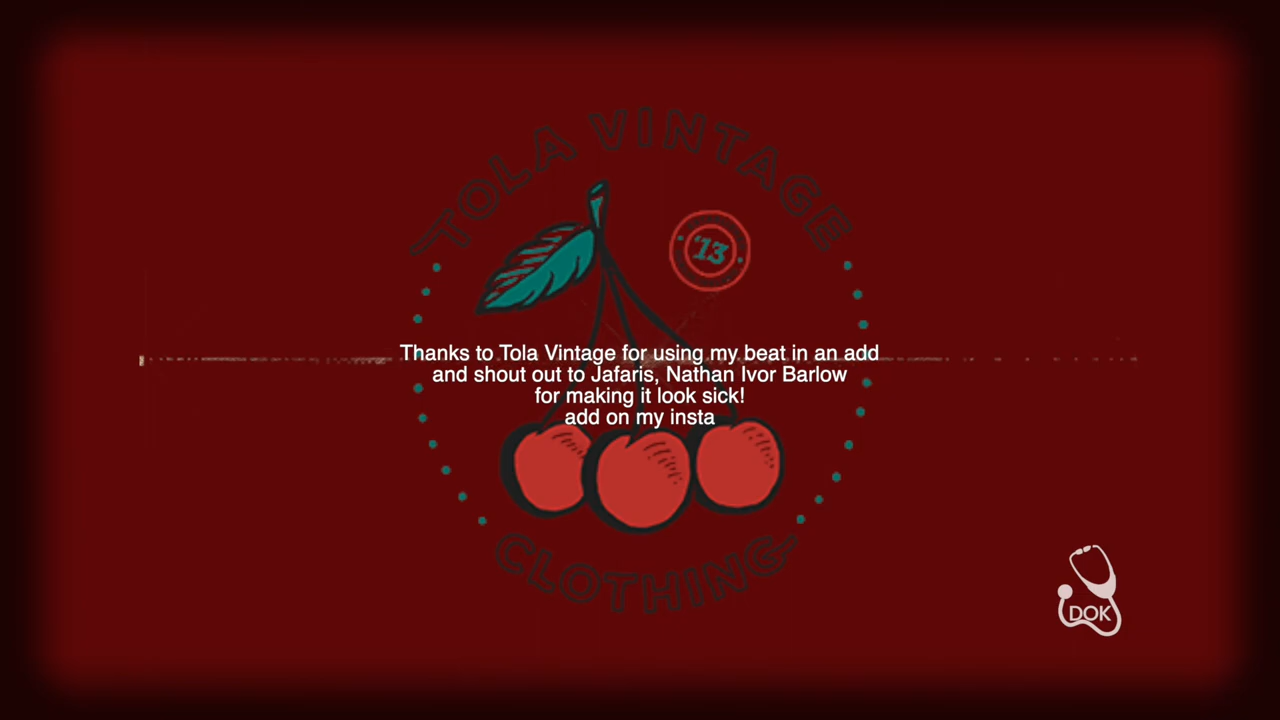 TOLA VINTAGE
'13
Thanks to Tola Vintage for using my beat in an add
and shout out to Jafaris, Nathan Ivor Barlow
for making it look sick!
add on my insta
CLOTHING
DOK